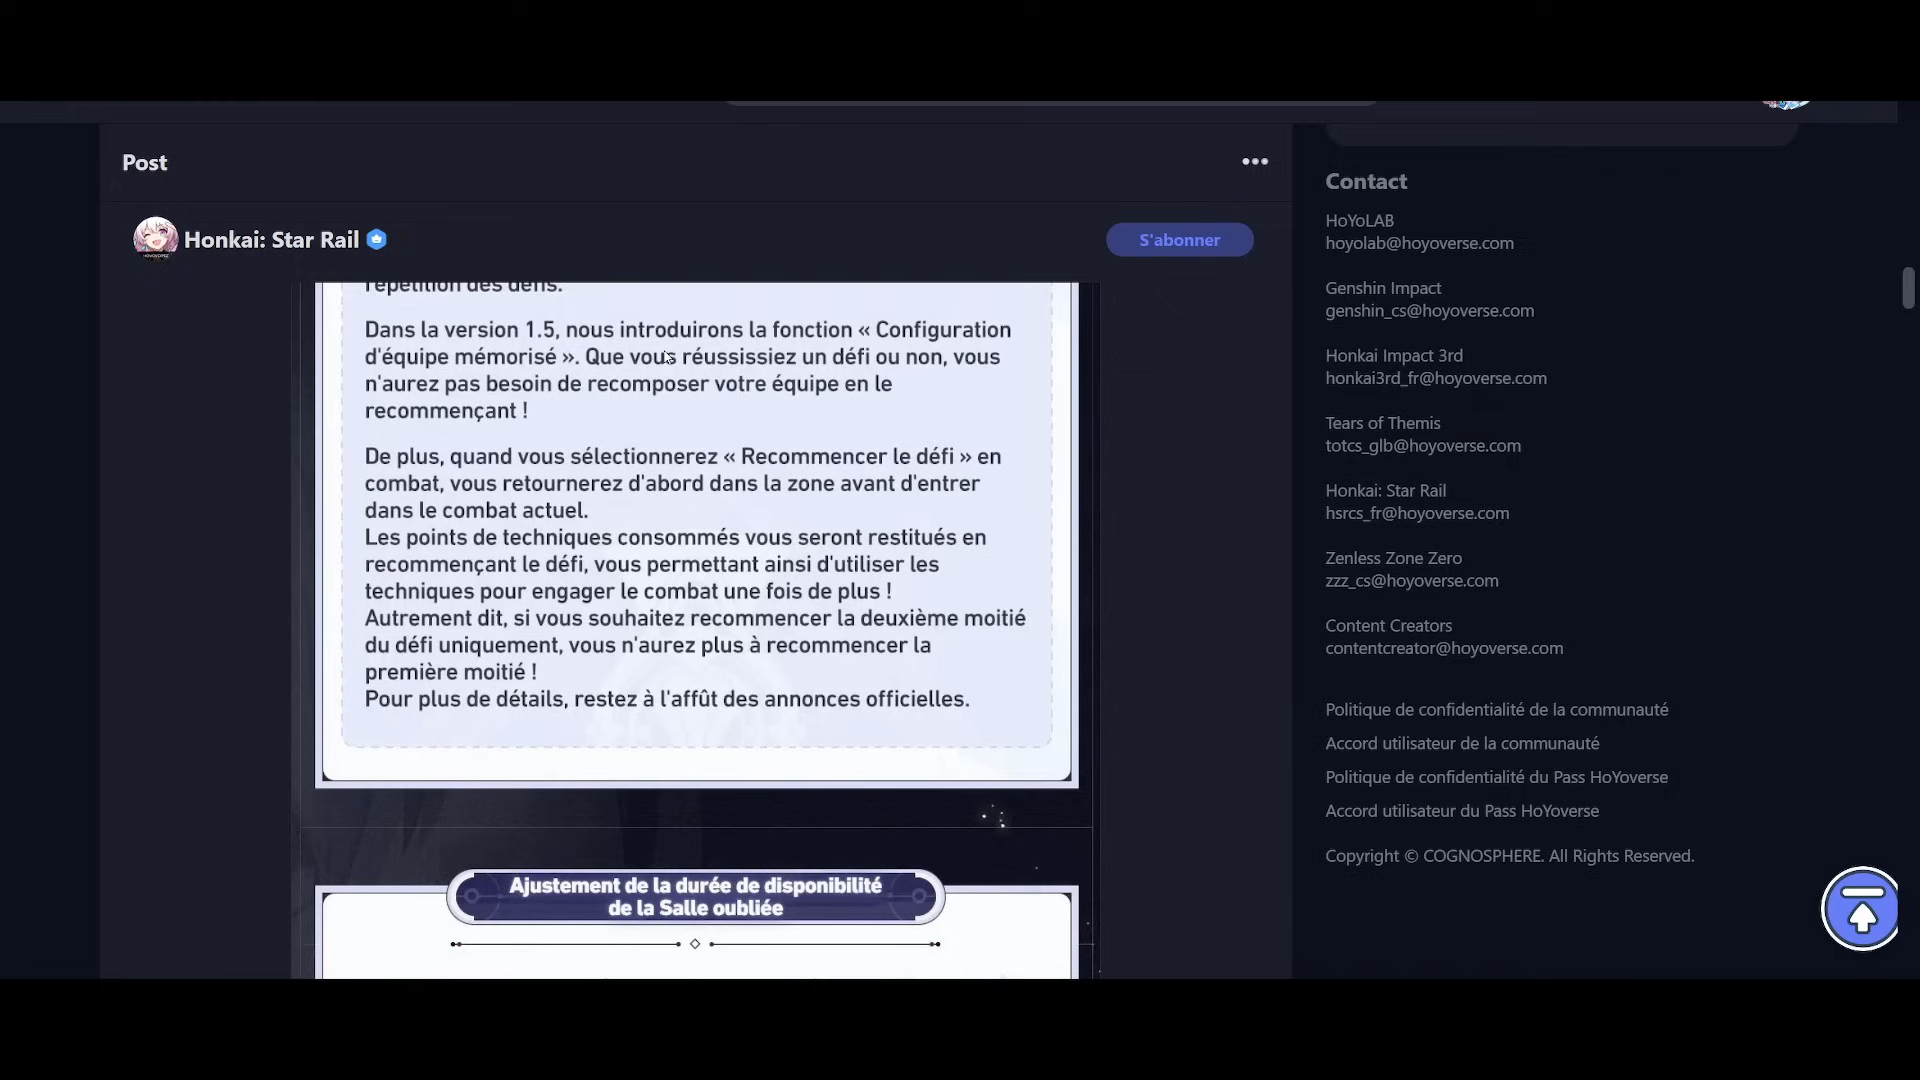 Post
Honkai: Star Rail
S'abonner
répétition des défis.
Dans la version 1.5, nous introduirons la fonction « Configuration
d'équipe mémorisé ». Que vous réussissiez un défi ou non, vous
n'aurez pas besoin de recomposer votre équipe en le
recommençant !
De plus, quand vous sélectionnerez « Recommencer le défi » en
combat, vous retournerez d'abord dans la zone avant d'entrer
dans le combat actuel.
Les points de techniques consommés vous seront restitués en
recommençant le défi, vous permettant ainsi d'utiliser les
techniques pour engager le combat une fois de plus !
Autrement dit, si vous souhaitez recommencer la deuxième moitié
du défi uniquement, vous n'aurez plus à recommencer la
première moitié !
Pour plus de détails, restez à l'affût des annonces officielles.
Ajustement de la durée de disponibilité
de la Salle oubliée
Contact
HoYoLAB
hoyolab@hoyoverse.com
Genshin Impact
genshin_cs@hoyoverse.com
Honkai Impact 3rd
honkai3rd_fr@hoyoverse.com
Tears of Themis
totcs_glb@hoyoverse.com
Honkai: Star Rail
hsrcs_fr@hoyoverse.com
Zenless Zone Zero
zzz_cs@hoyoverse.com
Content Creators
contentcreator@hoyoverse.com
Politique de confidentialité de la communauté
Accord utilisateur de la communauté
Politique de confidentialité du Pass HoYoverse
Accord utilisateur du Pass HoYoverse
Copyright © COGNOSPHERE. All Rights Reserved.